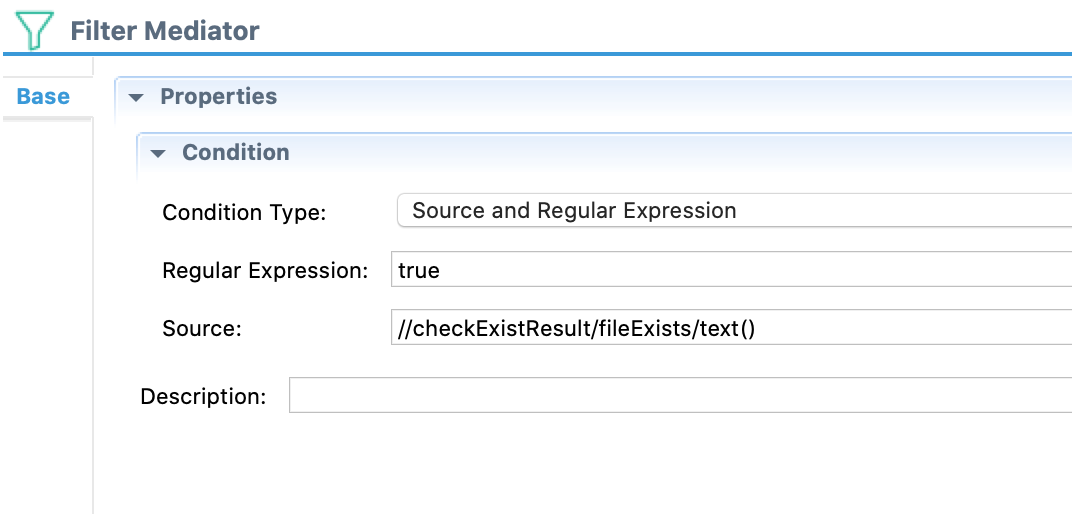 Filter Mediator
Base
Properties
Condition
Condition Type: Source and Regular Expression
Regular Expression: true
Source: //checkExistResult/fileExists/text()
Description: